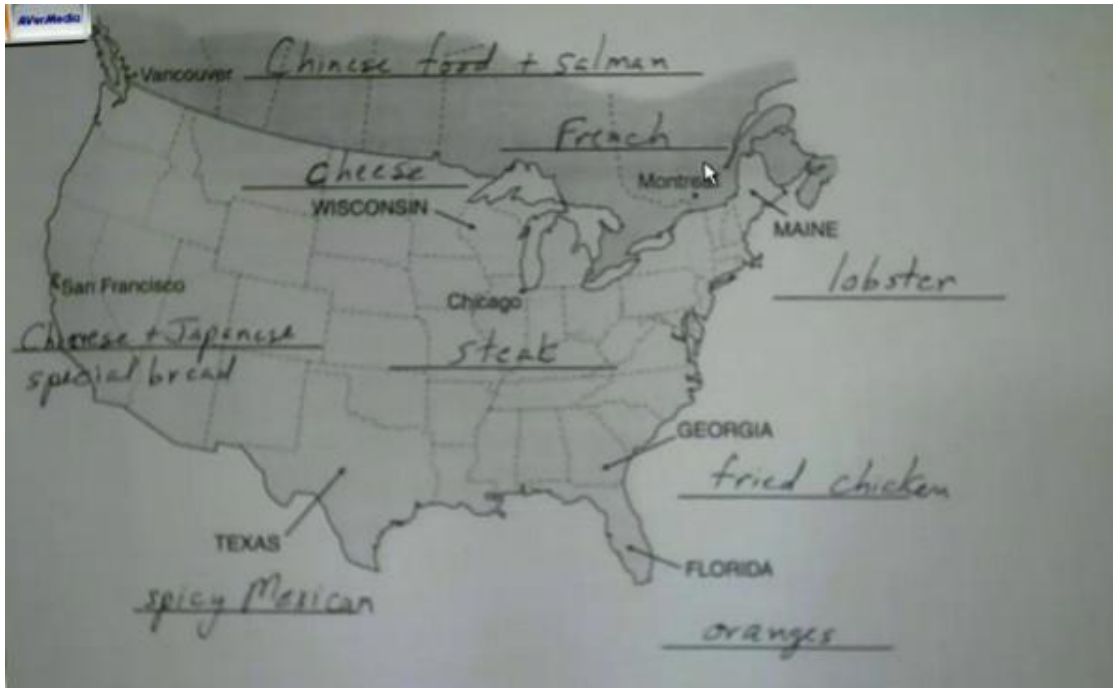 AVerMedia
Vancouver Chinese food + salman
French
Montreal
cheese
WISCONSIN
MAINE
lobster
San Francisco
Chicago
Chinese + Japanese
special bread
steak
GEORGIA
fried chicken
TEXAS
FLORIDA
spicy Mexican
oranges